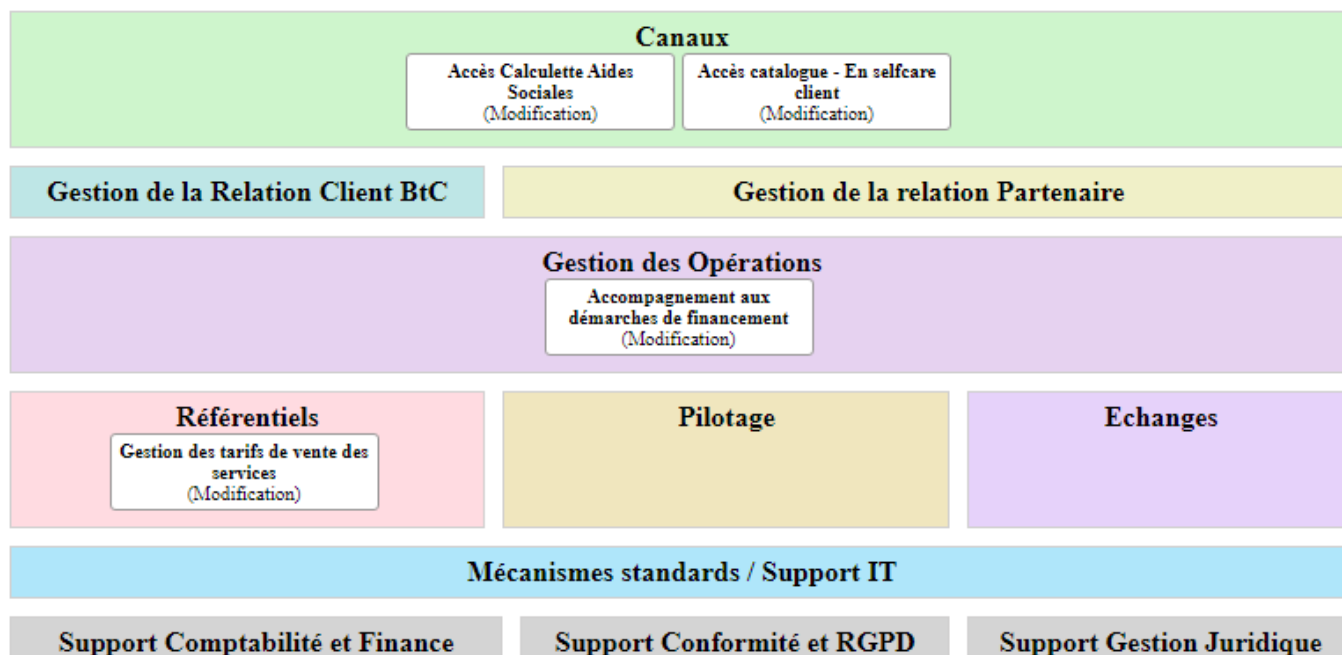 Canaux
Accès Calculette Aides
Sociales
(Modification)
Accès catalogue - En selfcare
client
(Modification)
Gestion de la Relation Client BtC
Gestion de la relation Partenaire
Gestion des Opérations
Accompagnement aux
démarches de financement
(Modification)
Référentiels
Gestion des tarifs de vente des
services
(Modification)
Pilotage
Echanges
Mécanismes standards / Support IT
Support Comptabilité et Finance
Support Conformité et RGPD
Support Gestion Juridique